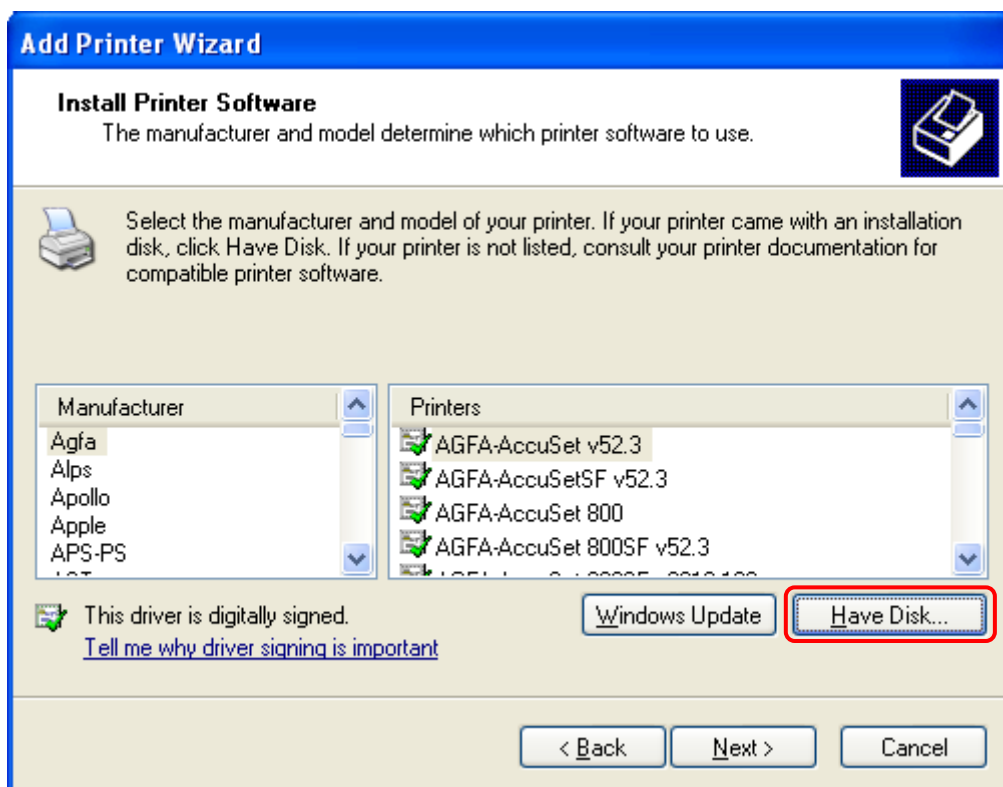 Add Printer Wizard
Install Printer Software
The manufacturer and model determine which printer software to use.
Select the manufacturer and model of your printer. If your printer came with an installation
disk, click Have Disk. If your printer is not listed, consult your printer documentation for
compatible printer software.
Manufacturer
Agfa
Alps
Apollo
Apple
APS-PS
Printers
AGFA-AccuSet v52.3
AGFA-AccuSetSF v52.3
AGFA-AccuSet 800
AGFA-AccuSet 800SF v52.3
This driver is digitally signed.
Tell me why driver signing is important
Windows Update
Have Disk...
< Back
Next >
Cancel